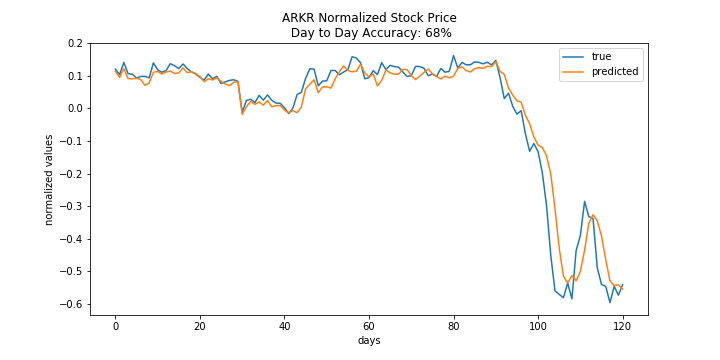 ARKR Normalized Stock Price
Day to Day Accuracy: 68%
true
predicted
normalized values
0.2
0.1
0.0
−0.1
−0.2
−0.3
−0.4
−0.5
−0.6
0 20 40 60 80 100 120
days